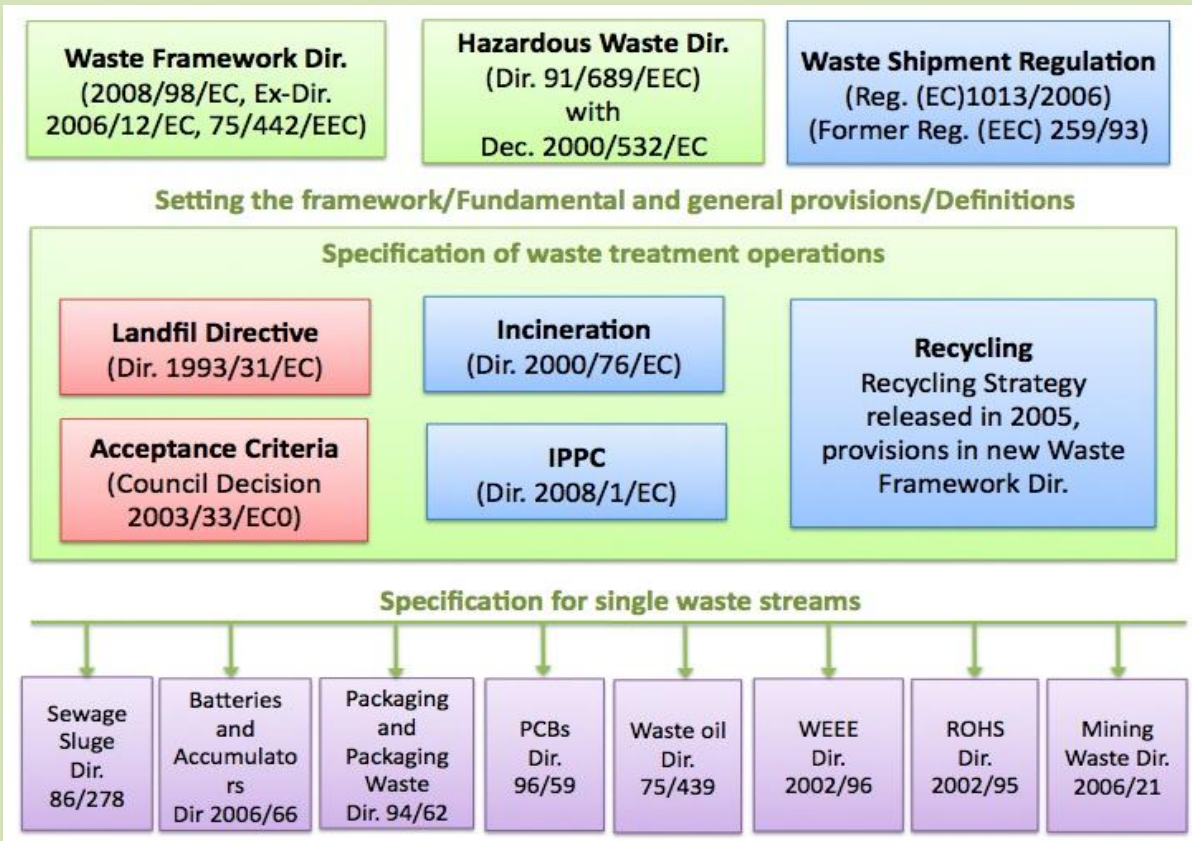 Waste Framework Dir.
(2008/98/EC, Ex-Dir.
2006/12/EC, 75/442/EEC)
Hazardous Waste Dir.
(Dir. 91/689/EEC)
with
Dec. 2000/532/EC
Waste Shipment Regulation
(Reg. (EC)1013/2006)
(Former Reg. (EEC) 259/93)
Setting the framework/Fundamental and general provisions/Definitions
Specification of waste treatment operations
Landfil Directive
(Dir. 1993/31/EC)
Incineration
(Dir. 2000/76/EC)
Recycling
Recycling Strategy
released in 2005,
provisions in new Waste
Framework Dir.
Acceptance Criteria
(Council Decision
2003/33/EC0)
IPPC
(Dir. 2008/1/EC)
Specification for single waste streams
Sewage
Sluge
Dir.
86/278
Batteries
and
Accumulato
rs
Dir 2006/66
Packaging
and
Packaging
Waste
Dir. 94/62
PCBs
Dir.
96/59
Waste oil
Dir.
75/439
WEEE
Dir.
2002/96
ROHS
Dir.
2002/95
Mining
Waste Dir.
2006/21